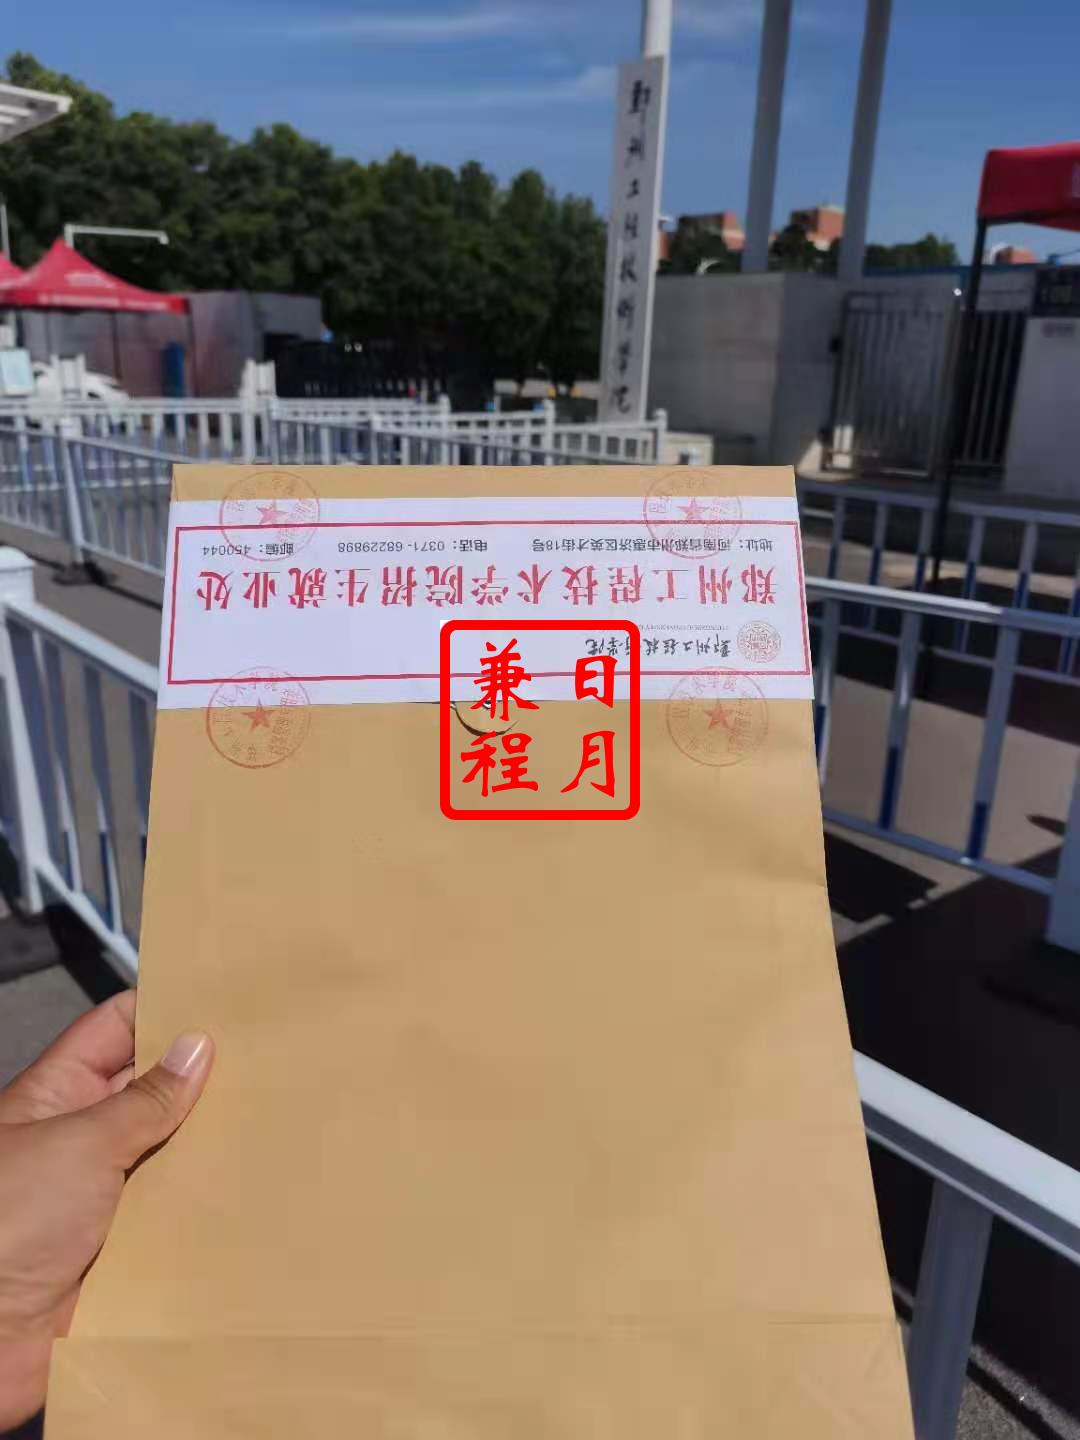 郑州工程技术学院
郑州工程技术学院
郑州工程技术学院招生就业处
地址：河南省郑州市惠济区英才街18号 电话：0371-68229898 邮编：450044
日月
兼程